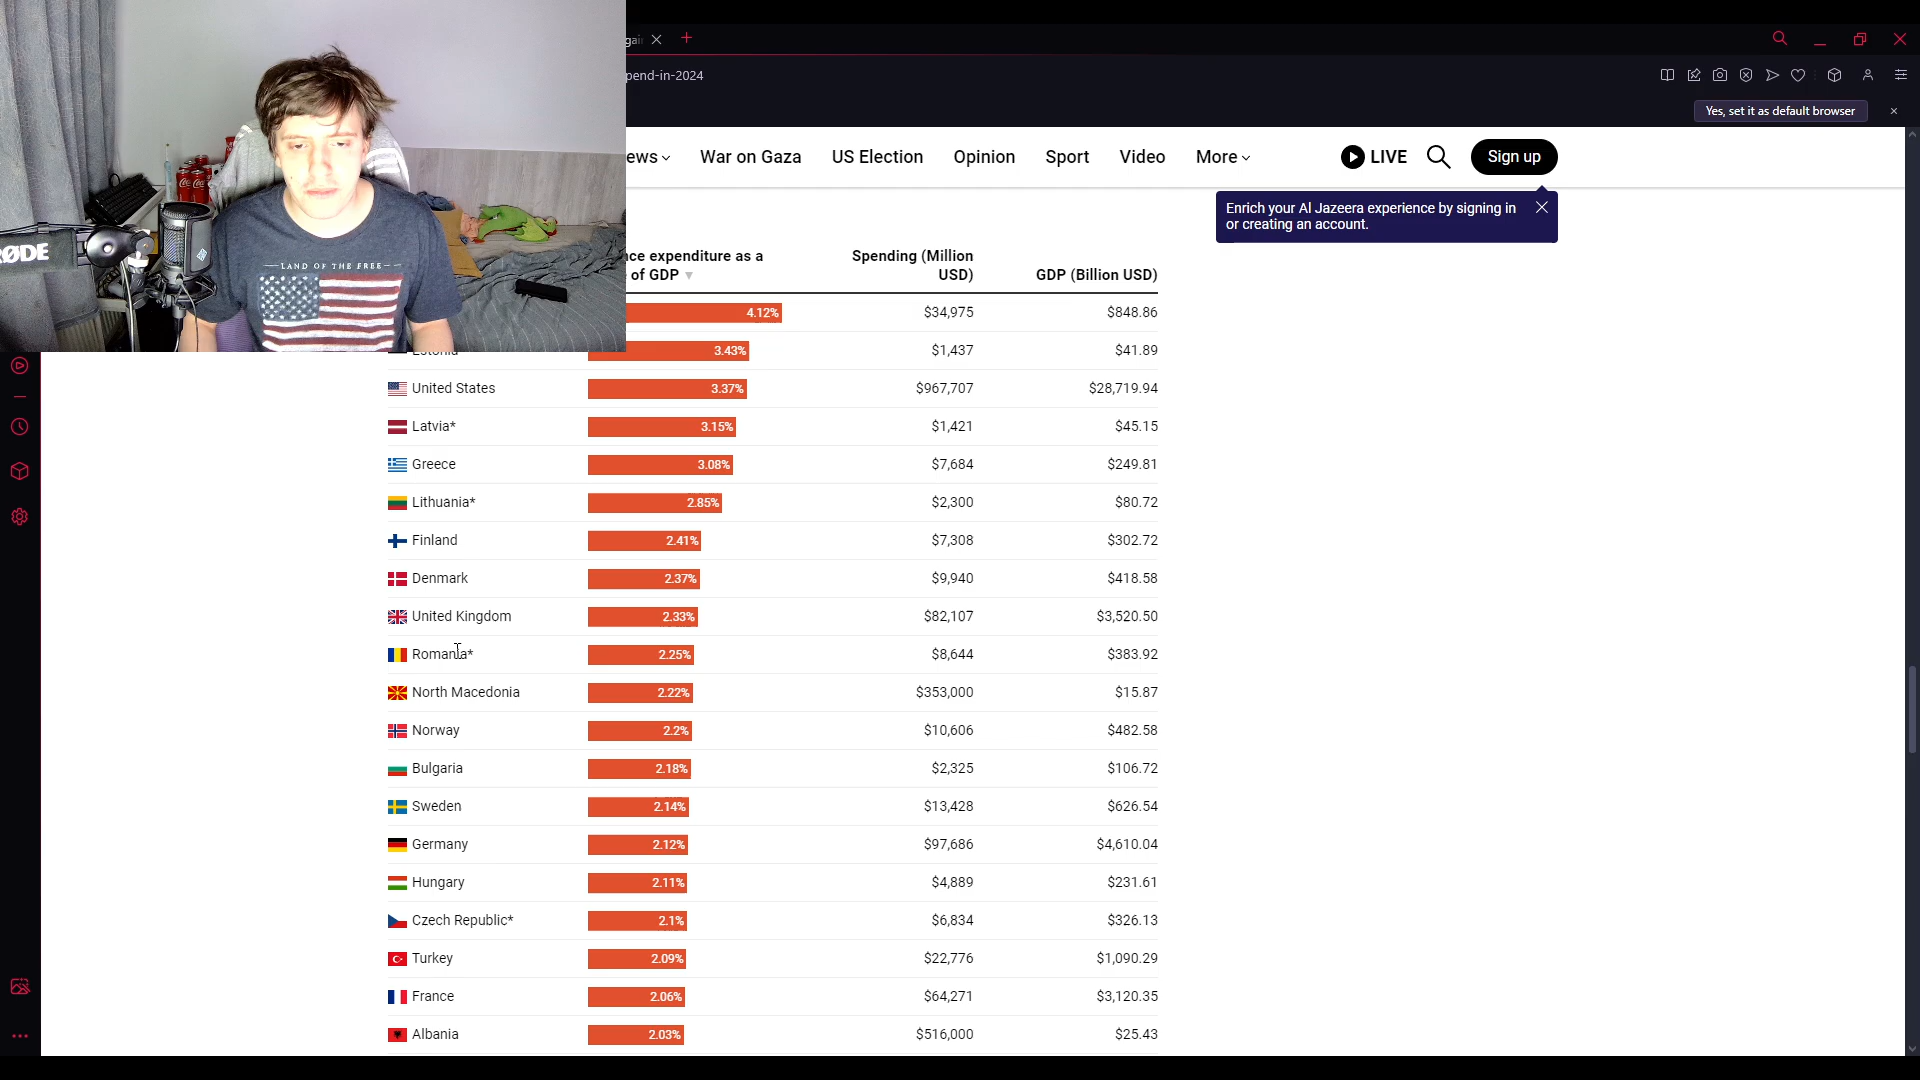 gai
pend-in-2024
Yes, set it as default browser
ews
War on Gaza
US Election
Opinion
Sport
Video
More
LIVE
Sign up
Enrich your Al Jazeera experience by signing in
or creating an account.
RØDE
LAND OF THE FREE
nce expenditure as a
of GDP
Spending (Million
USD)
GDP (Billion USD)
4.12% $34,975 $848.86
Estonia 3.43% $1,437 $41.89
United States 3.37% $967,707 $28,719.94
Latvia* 3.15% $1,421 $45.15
Greece 3.08% $7,684 $249.81
Lithuania* 2.85% $2,300 $80.72
Finland 2.41% $7,308 $302.72
Denmark 2.37% $9,940 $418.58
United Kingdom 2.33% $82,107 $3,520.50
Romania* 2.25% $8,644 $383.92
North Macedonia 2.22% $353,000 $15.87
Norway 2.2% $10,606 $482.58
Bulgaria 2.18% $2,325 $106.72
Sweden 2.14% $13,428 $626.54
Germany 2.12% $97,686 $4,610.04
Hungary 2.11% $4,889 $231.61
Czech Republic* 2.1% $6,834 $326.13
Turkey 2.09% $22,776 $1,090.29
France 2.06% $64,271 $3,120.35
Albania 2.03% $516,000 $25.43